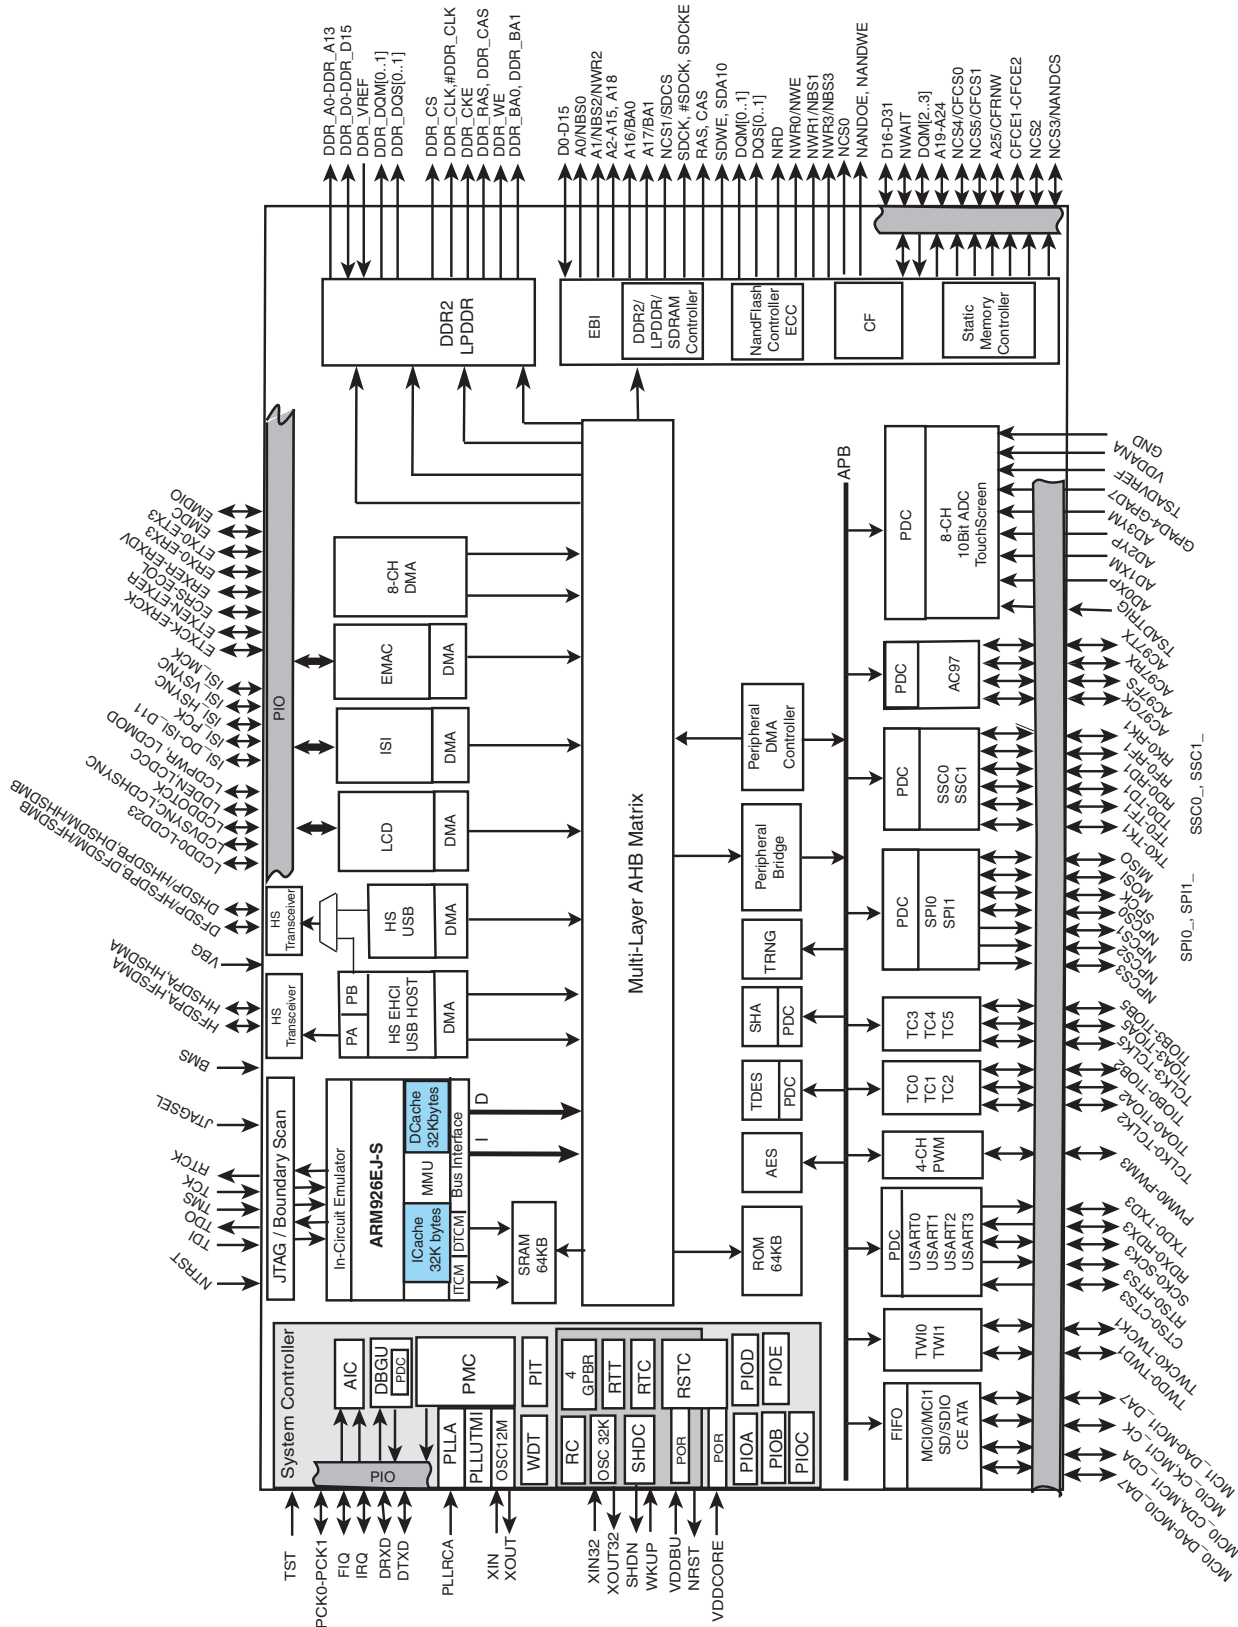 DDR_A0-DDR_A13
DDR_D0-DDR_D15
DDR_VREF
DDR_DQM[0..1]
DDR_DQS[0..1]
DDR_CS
DDR_CLK,#DDR_CLK
DDR_CKE
DDR_RAS, DDR_CAS
DDR_WE
DDR_BA0, DDR_BA1
D0-D15
A0/NBS0
A1/NBS2/NWR2
A2-A15, A18
A16/BA0
A17/BA1
NCS1/SDCS
SDCK, #SDCK, SDCKE
RAS, CAS
SDWE, SDA10
DQM[0..1]
DQS[0..1]
NRD
NWR0/NWE
NWR1/NBS1
NWR3/NBS3
NCS0
NANDOE, NANDWE
D16-D31
NWAIT
DQM[2..3]
A19-A24
NCS4/CFCS0
NCS5/CFCS1
A25/CFRNW
CFCE1-CFCE2
NCS2
NCS3/NANDCS
DDR2
LPDDR
EBI
DDR2/
LPDDR/
SDRAM
Controller
NandFlash
Controller
ECC
CF
Static
Memory
Controller
EMDIO
EMDC
ETX0-ETX3
ERX0-ERX3
ERXER-ERXDV
ECRS-ECOL
ETXEN-ETXER
ETXCK-ERXCK
ISI_MCK
ISI_VSYNC
ISI_HSYNC
ISI_PCK
ISI_DO-ISI_D11
LCDPWR, LCDMOD
LCDDEN,LCDCC
LCDDOTCK
LCDVSYNC,LCDHSYNC
LCDD0-LCDD23
DHSDP/HHSDPB,DHSDM/HHSDMB
DFSDP/HFSDPB,DFSDM/HFSDMB
VBG
HHSDPA,HHSDMA
HFSDPA,HFSDMA
BMS
JTAGSEL
RTCK
TCK
TMS
TDO
TDI
NTRST
PIO
8-CH
DMA
EMAC
DMA
ISI
DMA
LCD
DMA
HS
Transceiver
HS
USB
DMA
HS
Transceiver
PA
PB
HS EHCI
USB HOST
DMA
JTAG / Boundary Scan
In-Circuit Emulator
ARM926EJ-S
DCache
32Kbytes
MMU
ICache
32K bytes
Bus Interface
ITCM
DTCM
D
I
SRAM
64KB
Multi-Layer AHB Matrix
Peripheral
DMA
Controller
Peripheral
Bridge
TRNG
SHA
PDC
TDES
PDC
AES
ROM
64KB
APB
PDC
8-CH
10Bit ADC
TouchScreen
PDC
AC97
PDC
SSC0
SSC1
PDC
SPI0
SPI1
TC3
TC4
TC5
TC0
TC1
TC2
4-CH
PWM
PDC
USART0
USART1
USART2
USART3
TWI0
TWI1
FIFO
MCI0/MCI1
SD/SDIO
CE ATA
GND
VDDANA
TSADVREF
GPAD4-GPAD7
AD3YM
AD2YP
AD1XM
AD0XP
TSADTRIG
AC97TX
AC97RX
AC97FS
AC97CK
RK0-RK1
RF0-RF1
RD0-RD1
TD0-TD1
TF0-TF1
TK0-TK1
SSC0_, SSC1_
MISO
MOSI
SPCK
NPCS0
NPCS1
NPCS2
NPCS3
SPI0_, SPI1_
TIOB3-TIOB5
TIOA3-TIOA5
TCLK3-TCLK5
TIOB0-TIOB2
TIOA0-TIOA2
TCLK0-TCLK2
PWM0-PWM3
TXD0-TXD3
RDX0-RDX3
SCK0-SCK3
RTS0-RTS3
CTS0-CTS3
TWCK0-TWCK1
TWD0-TWD1
MCI1_DA0-MCI1_DA7
MCI0_CK,MCI1_CK
MCI0_CDA,MCI1_CDA
MCI0_DA0-MCI0_DA7
System Controller
PIO
AIC
DBGU
PDC
PMC
PLLA
PLLUTMI
OSC12M
PIT
WDT
4
GPBR
RTT
RTC
RSTC
RC
OSC 32K
SHDC
POR
POR
PIOD
PIOE
PIOA
PIOB
PIOC
TST
PCK0-PCK1
FIQ
IRQ
DRXD
DTXD
PLLRCA
XIN
XOUT
XIN32
XOUT32
SHDN
WKUP
VDDBU
NRST
VDDCORE